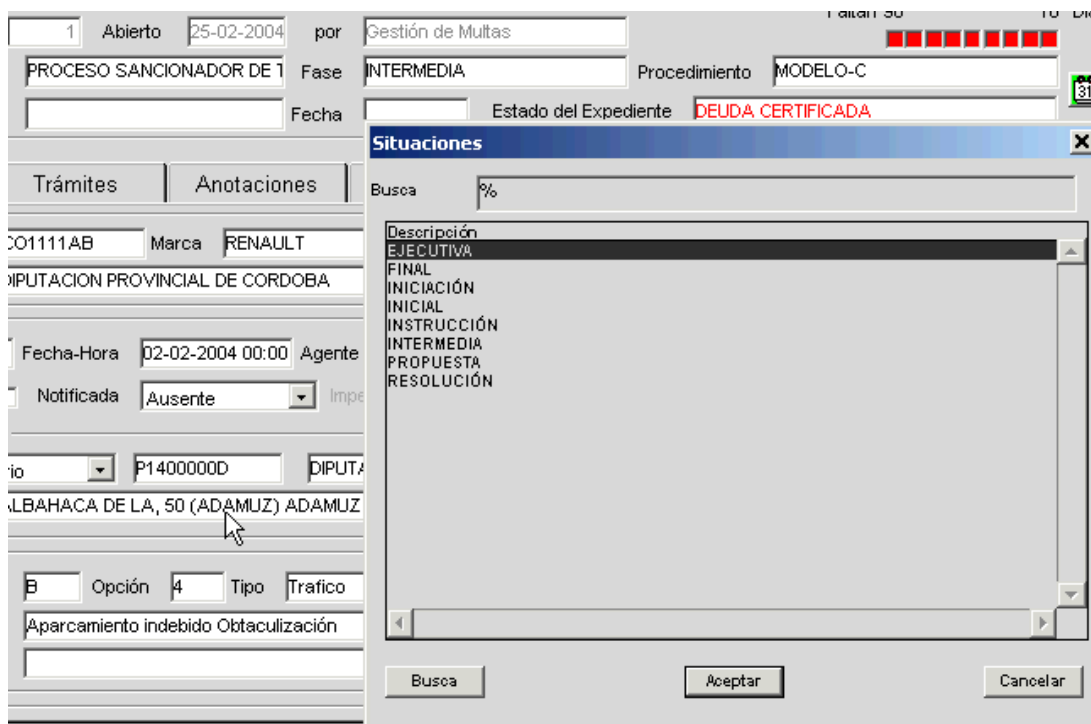 1 Abierto 25-02-2004 por Gestión de Multas
PROCESO SANCIONADOR DE T Fase INTERMEDIA Procedimiento MODELO-C
31
Fecha Estado del Expediente DEUDA CERTIFICADA
Situaciones
Trámites Anotaciones
Busca %
CO1111AB Marca RENAULT
DIPUTACION PROVINCIAL DE CORDOBA
Fecha-Hora 02-02-2004 00:00 Agente
Notificada Ausente
P1400000D DIPUTA
ALBAHACA DE LA, 50 (ADAMUZ) ADAMUZ
B Opción 4 Tipo Trafico
Aparcamiento indebido Obtaculización
Descripción
EJECUTIVA
FINAL
INICIACIÓN
INICIAL
INSTRUCCIÓN
INTERMEDIA
PROPUESTA
RESOLUCIÓN
Busca Aceptar Cancelar